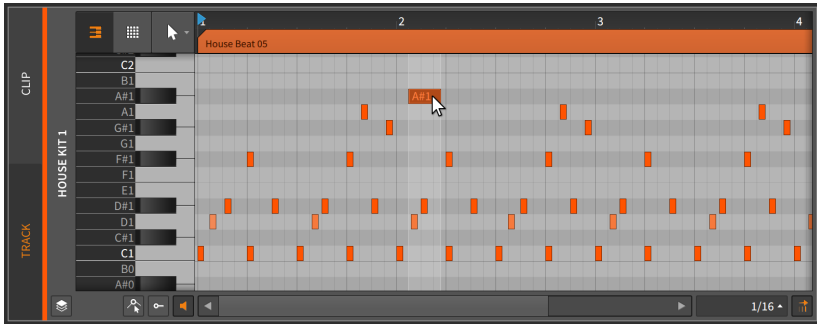 1 2 3 4
House Beat 05
CLIP
TRACK
HOUSE KIT 1
C2
B1
A#1
A#1
A1
G#1
G1
F#1
F1
E1
D#1
D1
C#1
C1
B0
A#0
1/16